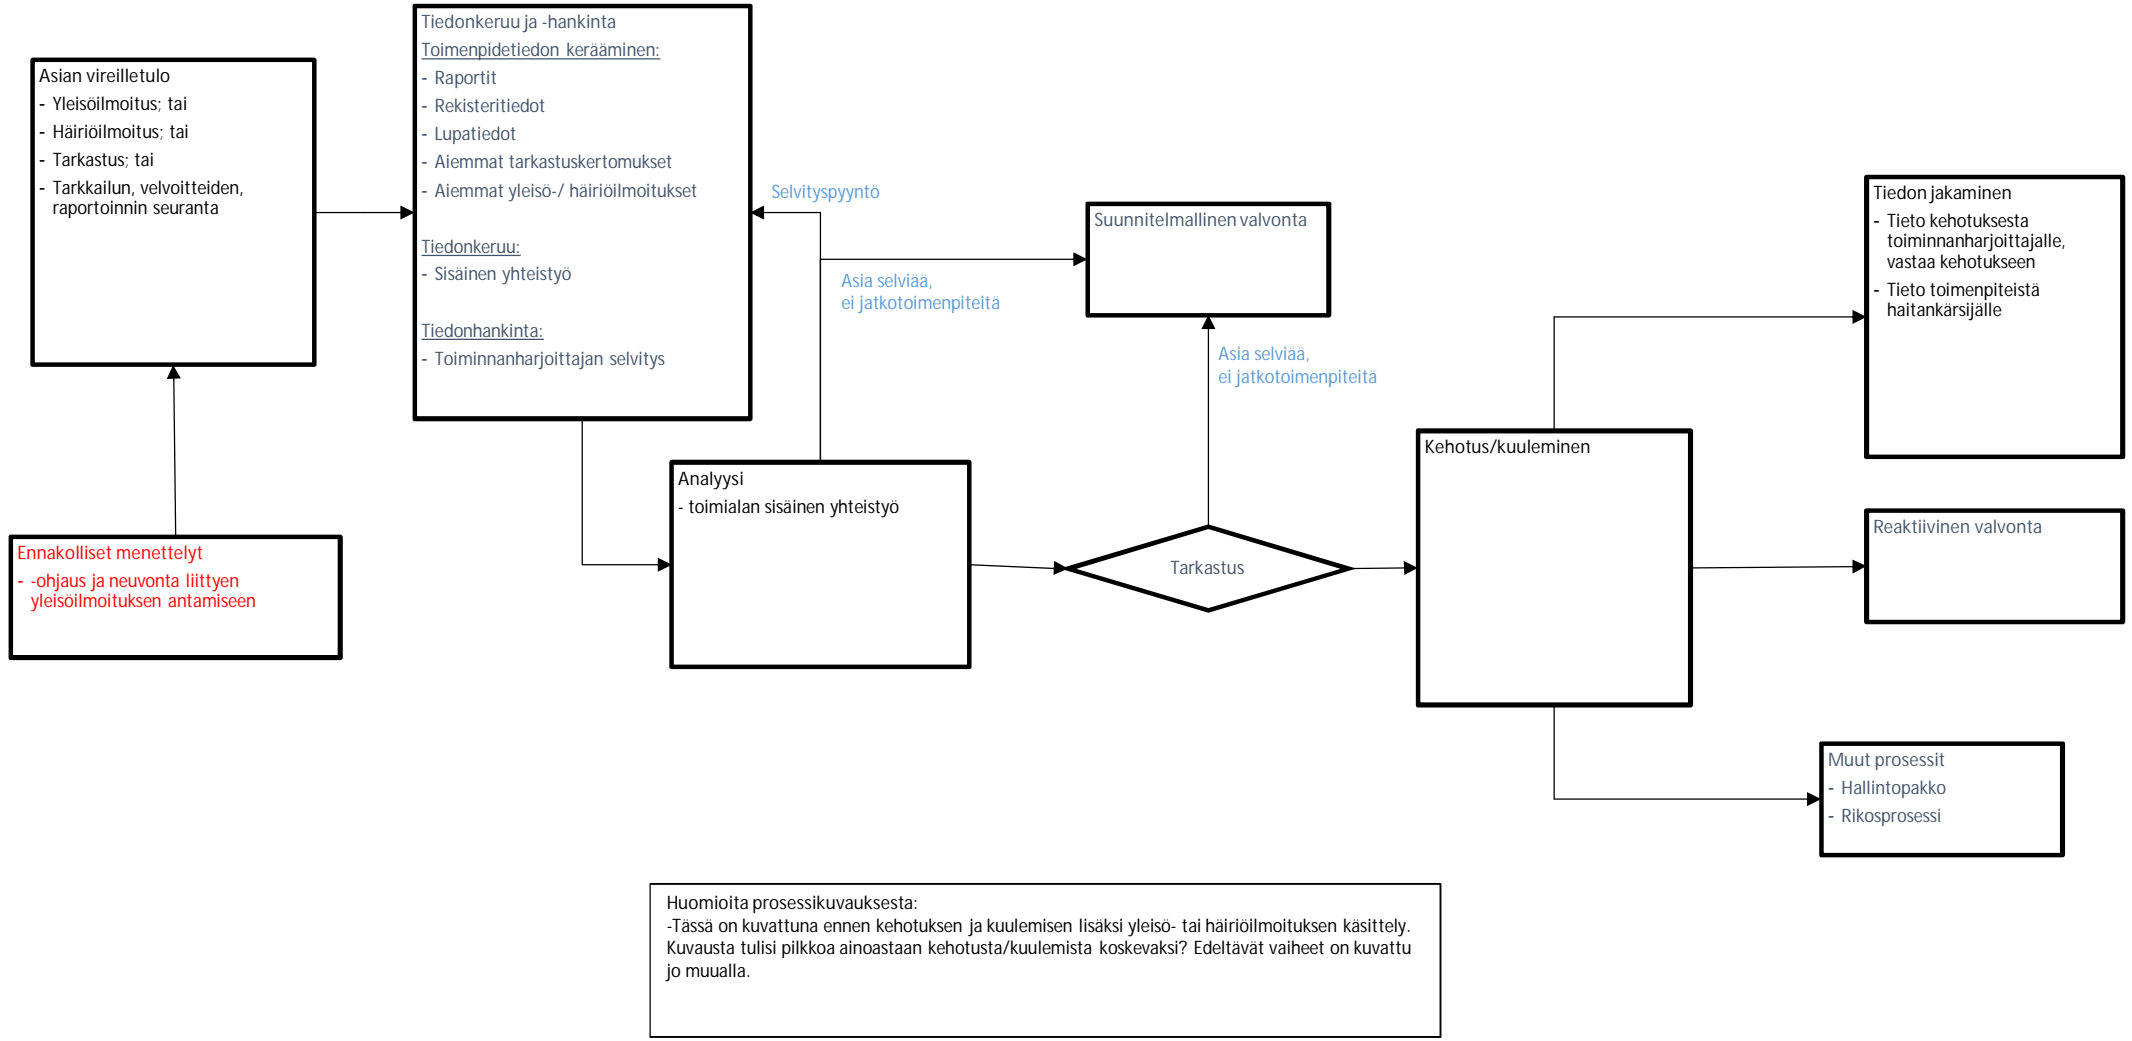 Tiedonkeruu ja -hankinta
Toimenpidetiedon kerääminen:
- Raportit
- Rekisteritiedot
- Lupatiedot
- Aiemmat tarkastuskertomukset
- Aiemmat yleisö-/ häiriöilmoitukset
Tiedonkeruu:
- Sisäinen yhteistyö
Tiedonhankinta:
- Toiminnanharjoittajan selvitys
Asian vireilletulo
- Yleisöilmoitus; tai
- Häiriöilmoitus; tai
- Tarkastus; tai
- Tarkkailun, velvoitteiden,
raportoinnin seuranta
Ennakolliset menettelyt
- -ohjaus ja neuvonta liittyen
yleisöilmoituksen antamiseen
Selvityspyyntö
Asia selviää,
ei jatkotoimenpiteitä
Suunnitelmallinen valvonta
Asia selviää,
ei jatkotoimenpiteitä
Analyysi
- toimialan sisäinen yhteistyö
Tarkastus
Kehotus/kuuleminen
Tiedon jakaminen
- Tieto kehotuksesta
toiminnanharjoittajalle,
vastaa kehotukseen
- Tieto toimenpiteistä
haitankärsijälle
Reaktiivinen valvonta
Muut prosessit
- Hallintopakko
- Rikosprosessi
Huomioita prosessikuvauksesta:
-Tässä on kuvattuna ennen kehotuksen ja kuulemisen lisäksi yleisö- tai häiriöilmoituksen käsittely.
Kuvausta tulisi pilkkoa ainoastaan kehotusta/kuulemista koskevaksi? Edeltävät vaiheet on kuvattu
jo muualla.